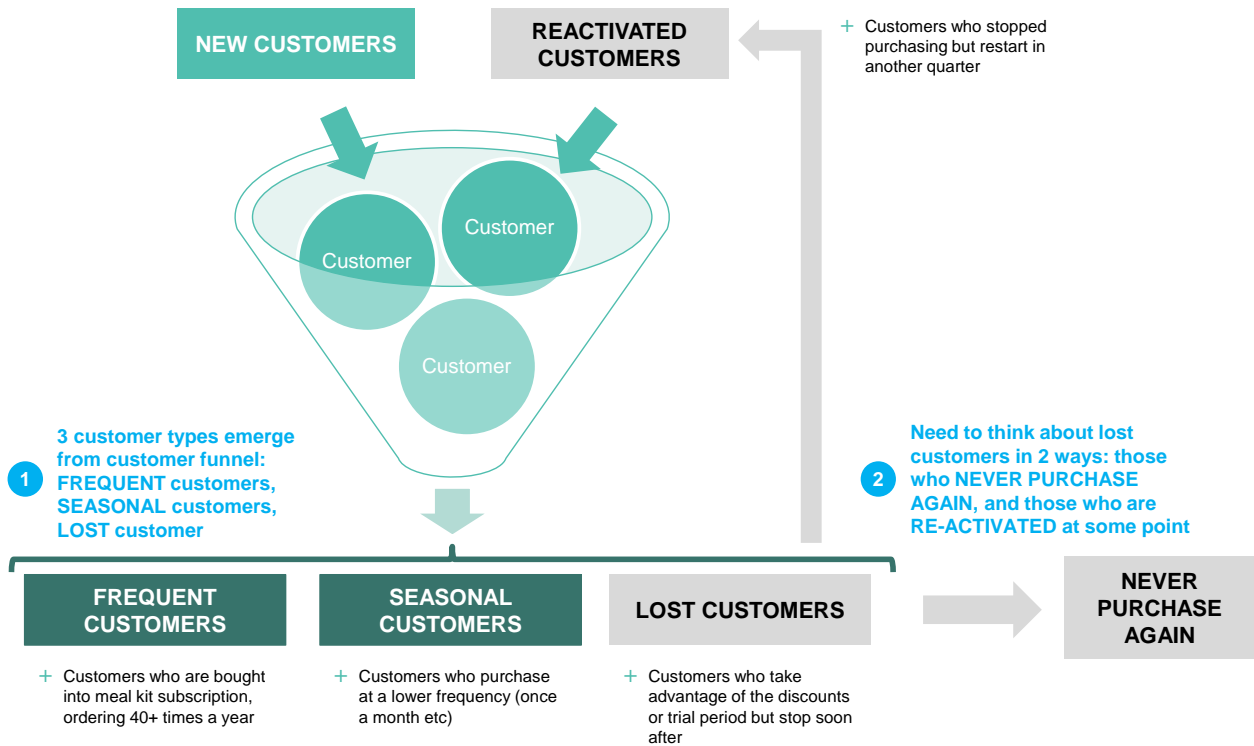 NEW CUSTOMERS
REACTIVATED
CUSTOMERS
+ Customers who stopped
purchasing but restart in
another quarter
Customer
Customer
Customer
1
3 customer types emerge
from customer funnel:
FREQUENT customers,
SEASONAL customers,
LOST customer
2
Need to think about lost
customers in 2 ways: those
who NEVER PURCHASE
AGAIN, and those who are
RE-ACTIVATED at some point
FREQUENT
CUSTOMERS
SEASONAL
CUSTOMERS
LOST CUSTOMERS
NEVER
PURCHASE
AGAIN
+ Customers who are bought
into meal kit subscription,
ordering 40+ times a year
+ Customers who purchase
at a lower frequency (once
a month etc)
+ Customers who take
advantage of the discounts
or trial period but stop soon
after